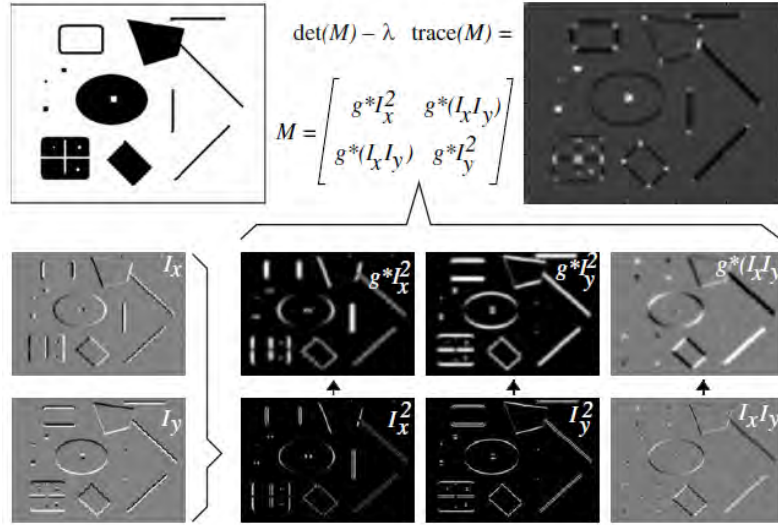 det(M) – λ trace(M) =
M = [ g*I_x^2 g*(I_xI_y)
g*(I_xI_y) g*I_y^2 ]
I_x g*I_x^2 g*I_y^2 g*(I_xI_y
I_y I_x^2 I_y^2 I_xI_y